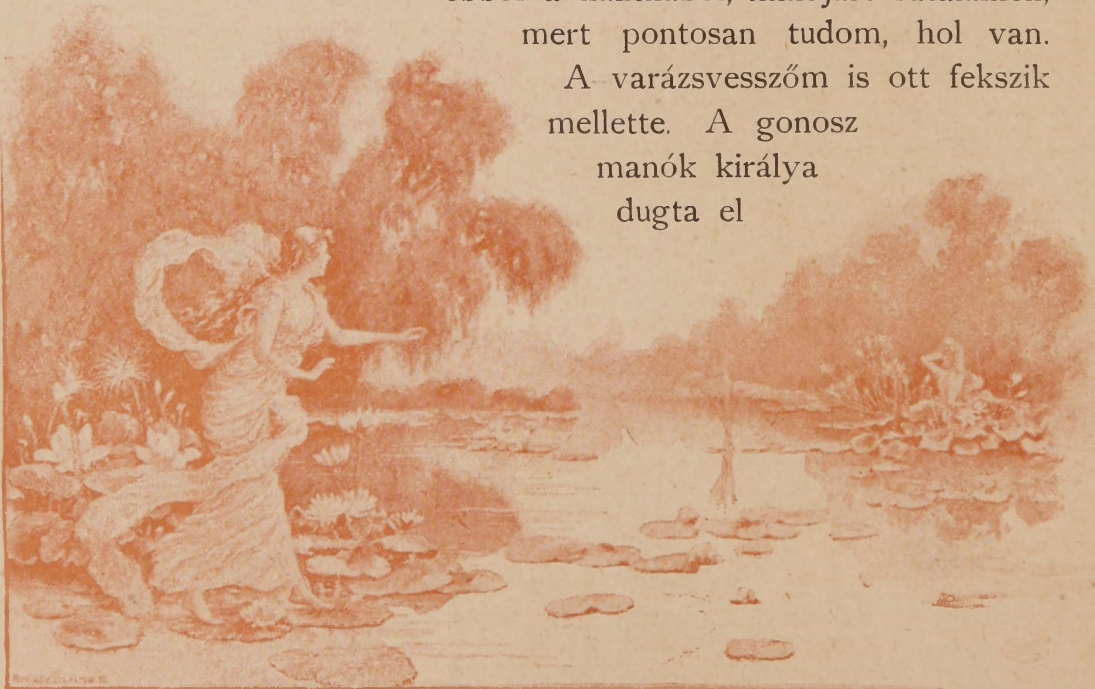 mert pontosan tudom, hol van.
A varázsvesszőm is ott fekszik
mellette. A gonosz
manók királya
dugta el